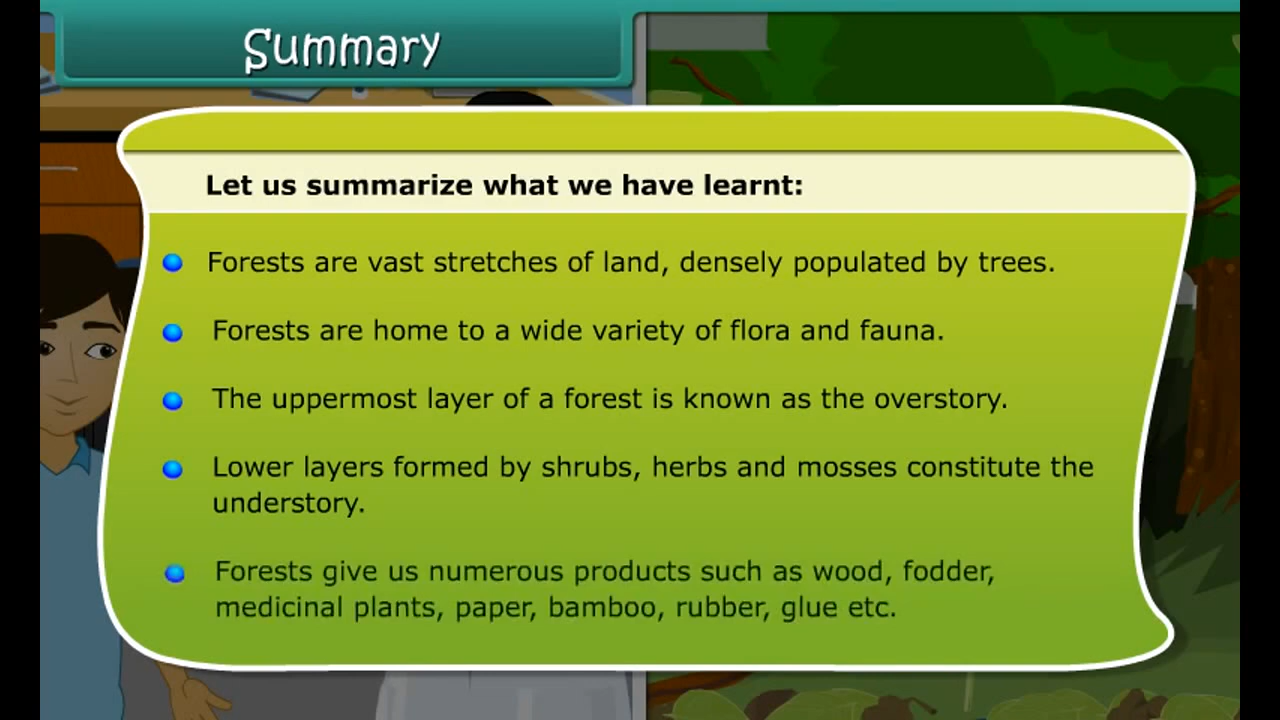 Summary
Let us summarize what we have learnt:
Forests are vast stretches of land, densely populated by trees.
Forests are home to a wide variety of flora and fauna.
The uppermost layer of a forest is known as the overstory.
Lower layers formed by shrubs, herbs and mosses constitute the
understory.
Forests give us numerous products such as wood, fodder,
medicinal plants, paper, bamboo, rubber, glue etc.